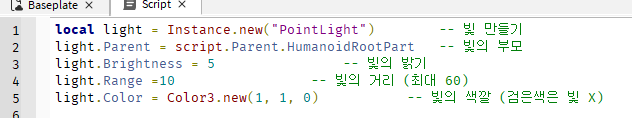 Baseplate × Script ×
1 local light = Instance.new("PointLight") -- 빛 만들기
2 light.Parent = script.Parent.HumanoidRootPart -- 빛의 부모
3 light.Brightness = 5 -- 빛의 밝기
4 light.Range =10 -- 빛의 거리 (최대 60)
5 light.Color = Color3.new(1, 1, 0) -- 빛의 색깔 (검은색은 빛 X)